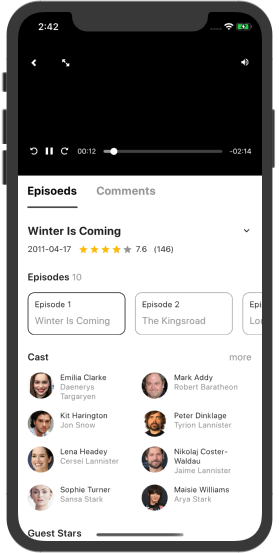 2:42
00:12
-02:14
Episoeds Comments
Winter Is Coming
2011-04-17 7.6 (146)
Episodes 10
Episode 1
Winter Is Coming
Episode 2
The Kingsroad
Epi
Lor
Cast more
Emilia Clarke
Daenerys
Targaryen
Mark Addy
Robert Baratheon
Kit Harington
Jon Snow
Peter Dinklage
Tyrion Lannister
Lena Headey
Cersei Lannister
Nikolaj Coster-
Waldau
Jaime Lannister
Sophie Turner
Sansa Stark
Maisie Williams
Arya Stark
Guest Stars